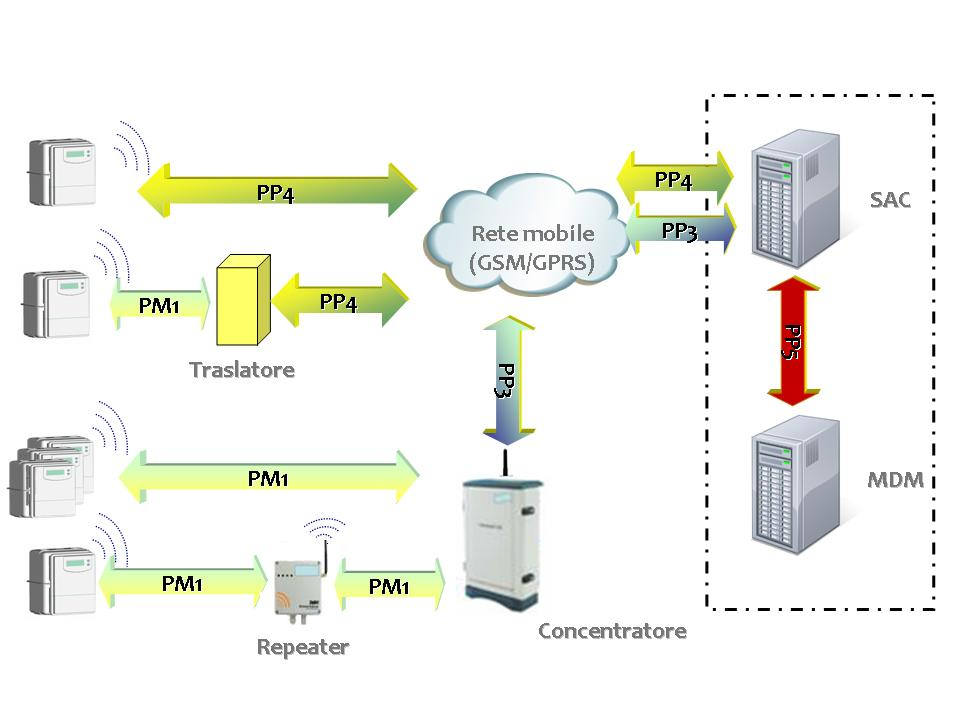 PP4
PP4
SAC
Rete mobile
(GSM/GPRS)
PP3
PM1
PP4
Traslatore
PP3
PP5
PM1
MDM
PM1
PM1
Concentratore
Repeater